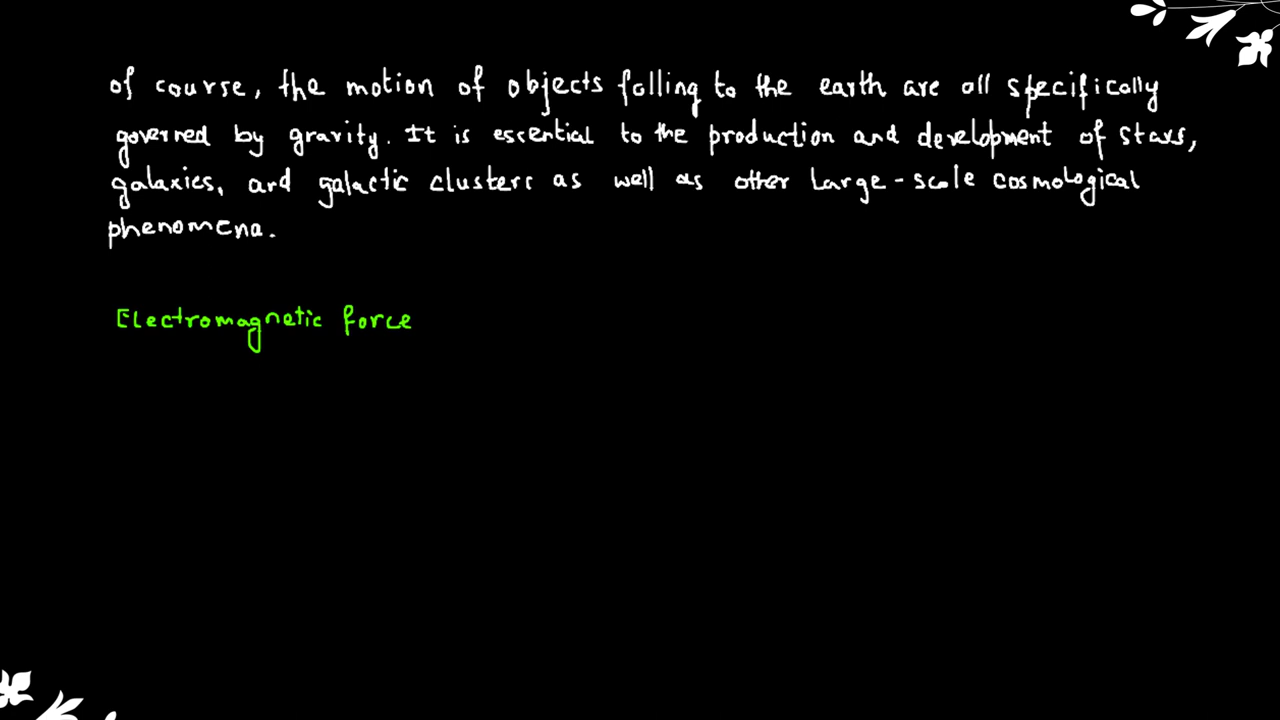 of course, the motion of objects falling to the earth are all specifically
governed by gravity. It is essential to the production and development of stars,
galaxies, and galactic clusters as well as other large-scale cosmological
phenomena.
Electromagnetic force